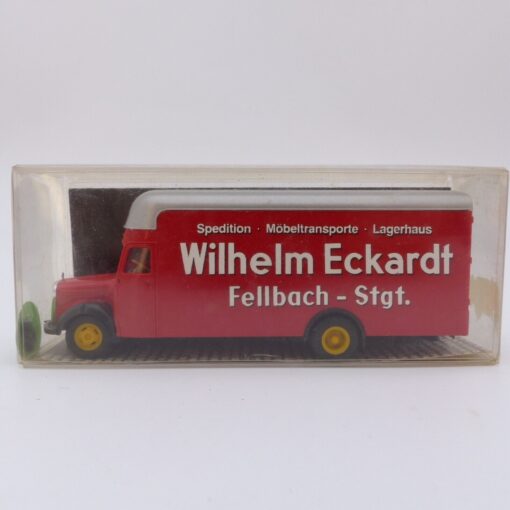 Spedition · Möbeltransporte · Lagerhaus
Wilhelm Eckardt
Fellbach - Stgt.